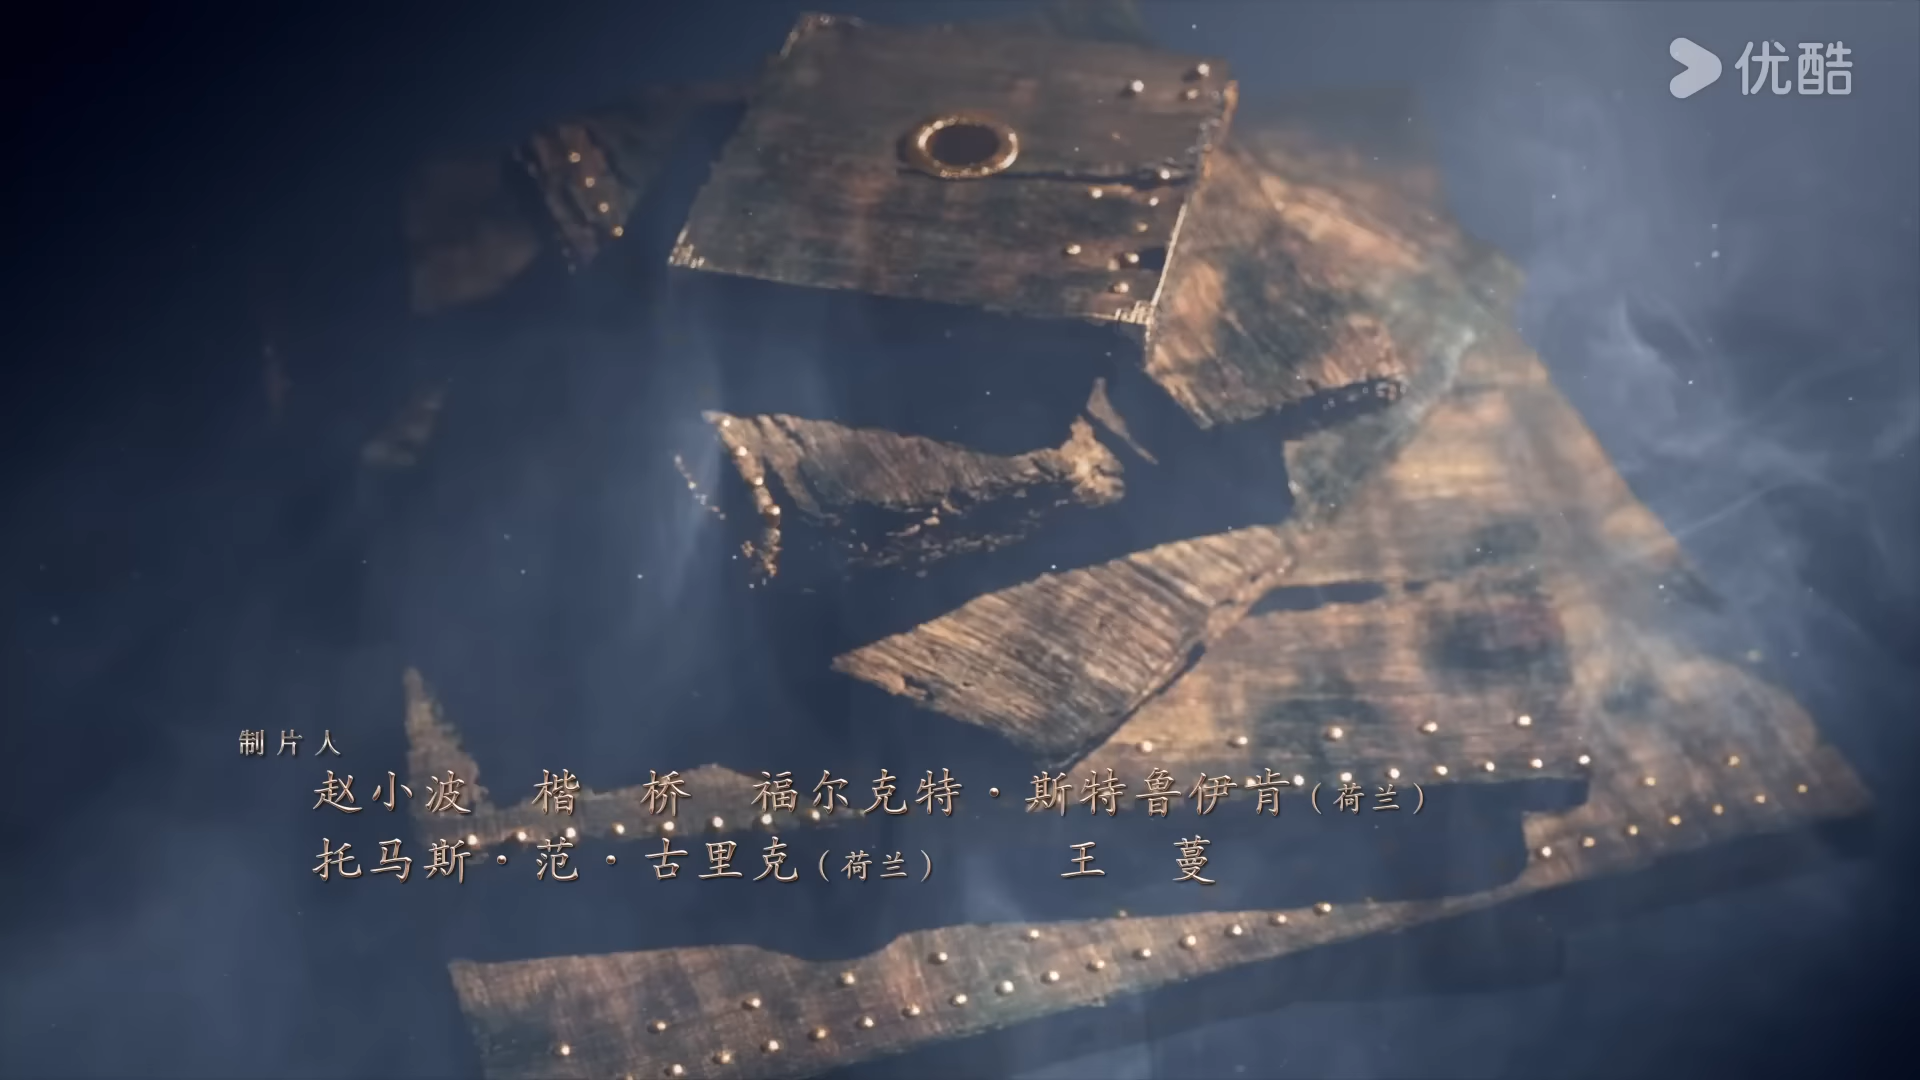 优酷
制片人
赵小波 楷 桥 福尔克特·斯特鲁伊肯(荷兰)
托马斯·范·古里克(荷兰) 王 蔓